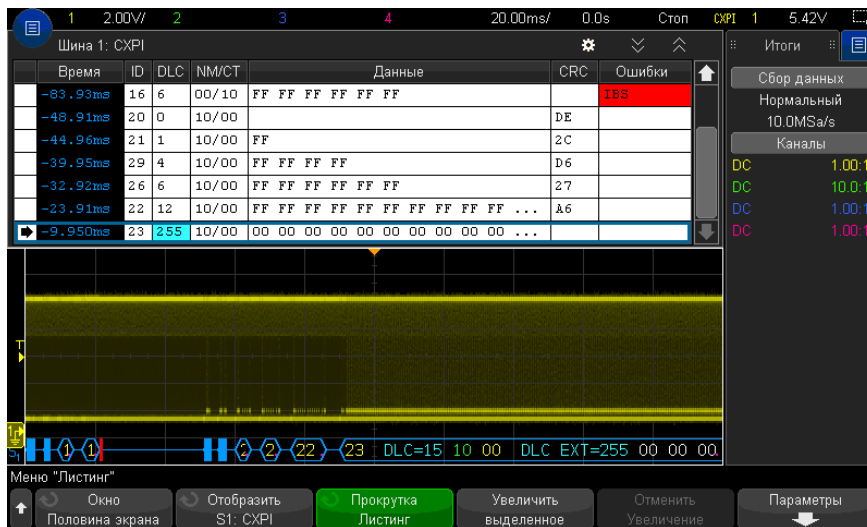 1 2.00V/ 2 3 4 20.00ms/ 0.0s Стоп CXPI 1 5.42V
Шина 1: CXPI
Итоги
Время ID DLC NM/CT Данные CRC Ошибки
-83.93ms 16 6 00/10 FF FF FF FF FF FF IBS
-48.91ms 20 0 10/00 DE
-44.96ms 21 1 10/00 FF 2C
-39.95ms 29 4 10/00 FF FF FF FF D6
-32.92ms 26 6 10/00 FF FF FF FF FF FF 27
-23.91ms 22 12 10/00 FF FF FF FF FF FF FF FF FF FF ... A6
-9.950ms 23 255 10/00 00 00 00 00 00 00 00 00 00 00 ...
Сбор данных
Нормальный
10.0MSa/s
Каналы
DC 1.00:1
DC 10.0:1
DC 1.00:1
DC 1.00:1
T
1
S1 1 1 2 2 22 23 DLC=15 10 00 DLC EXT=255 00 00 00
Меню "Листинг"
Окно
Половина экрана
Отобразить
S1: CXPI
Прокрутка
Листинг
Увеличить
выделенное
Отменить
Увеличение
Параметры